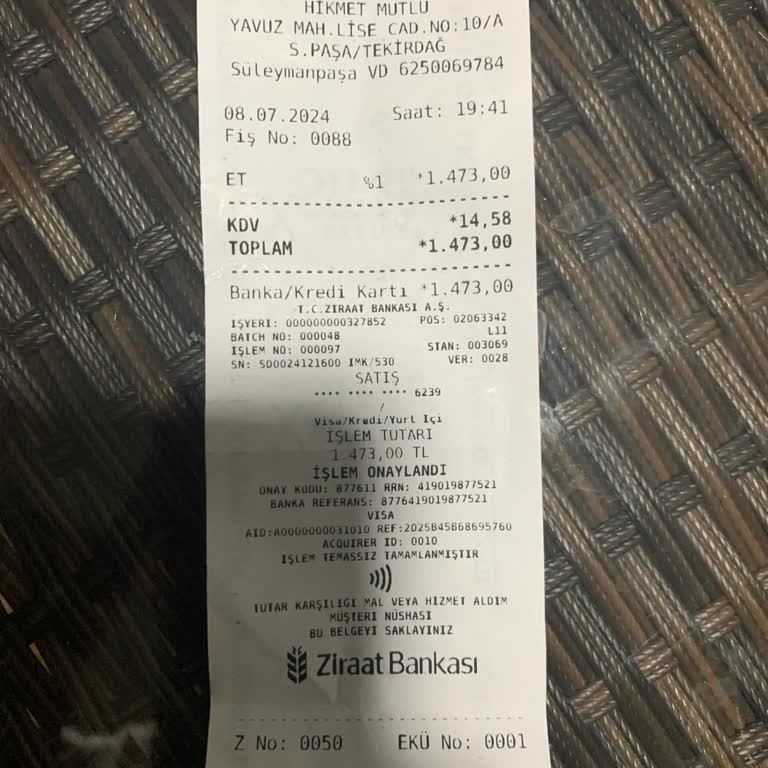 HİKMET MUTLU
YAVUZ MAH.LİSE CAD.NO:10/A
S.PAŞA/TEKİRDAĞ
Süleymanpaşa VD 6250069784
08.07.2024 Saat: 19:41
Fiş No: 0088
ET %1 *1.473,00
KDV *14,58
TOPLAM *1.473,00
Banka/Kredi Kartı *1.473,00
T.C.ZİRAAT BANKASI A.Ş.
İŞYERİ: 000000000327852 POS: 02063342
BATCH NO: 000048 L11
İŞLEM NO: 000097 STAN: 003069
SN: SD0024121600 IMK/530 VER: 0028
SATIŞ
**** **** **** 6239
/
Visa/Kredi/Yurt İçi
İŞLEM TUTARI
1.473,00 TL
İŞLEM ONAYLANDI
ONAY KODU: 877611 RRN: 419019877521
BANKA REFERANS: 8776419019877521
VISA
AID:A0000000031010 REF:2D25B45B68695760
ACQUIRER ID: 0010
İŞLEM TEMASSIZ TAMAMLANMIŞTIR
TUTAR KARŞILIĞI MAL VEYA HİZMET ALDIM
MÜŞTERİ NÜSHASI
BU BELGEYİ SAKLAYINIZ
Ziraat Bankası
Z No: 0050 EKÜ No: 0001